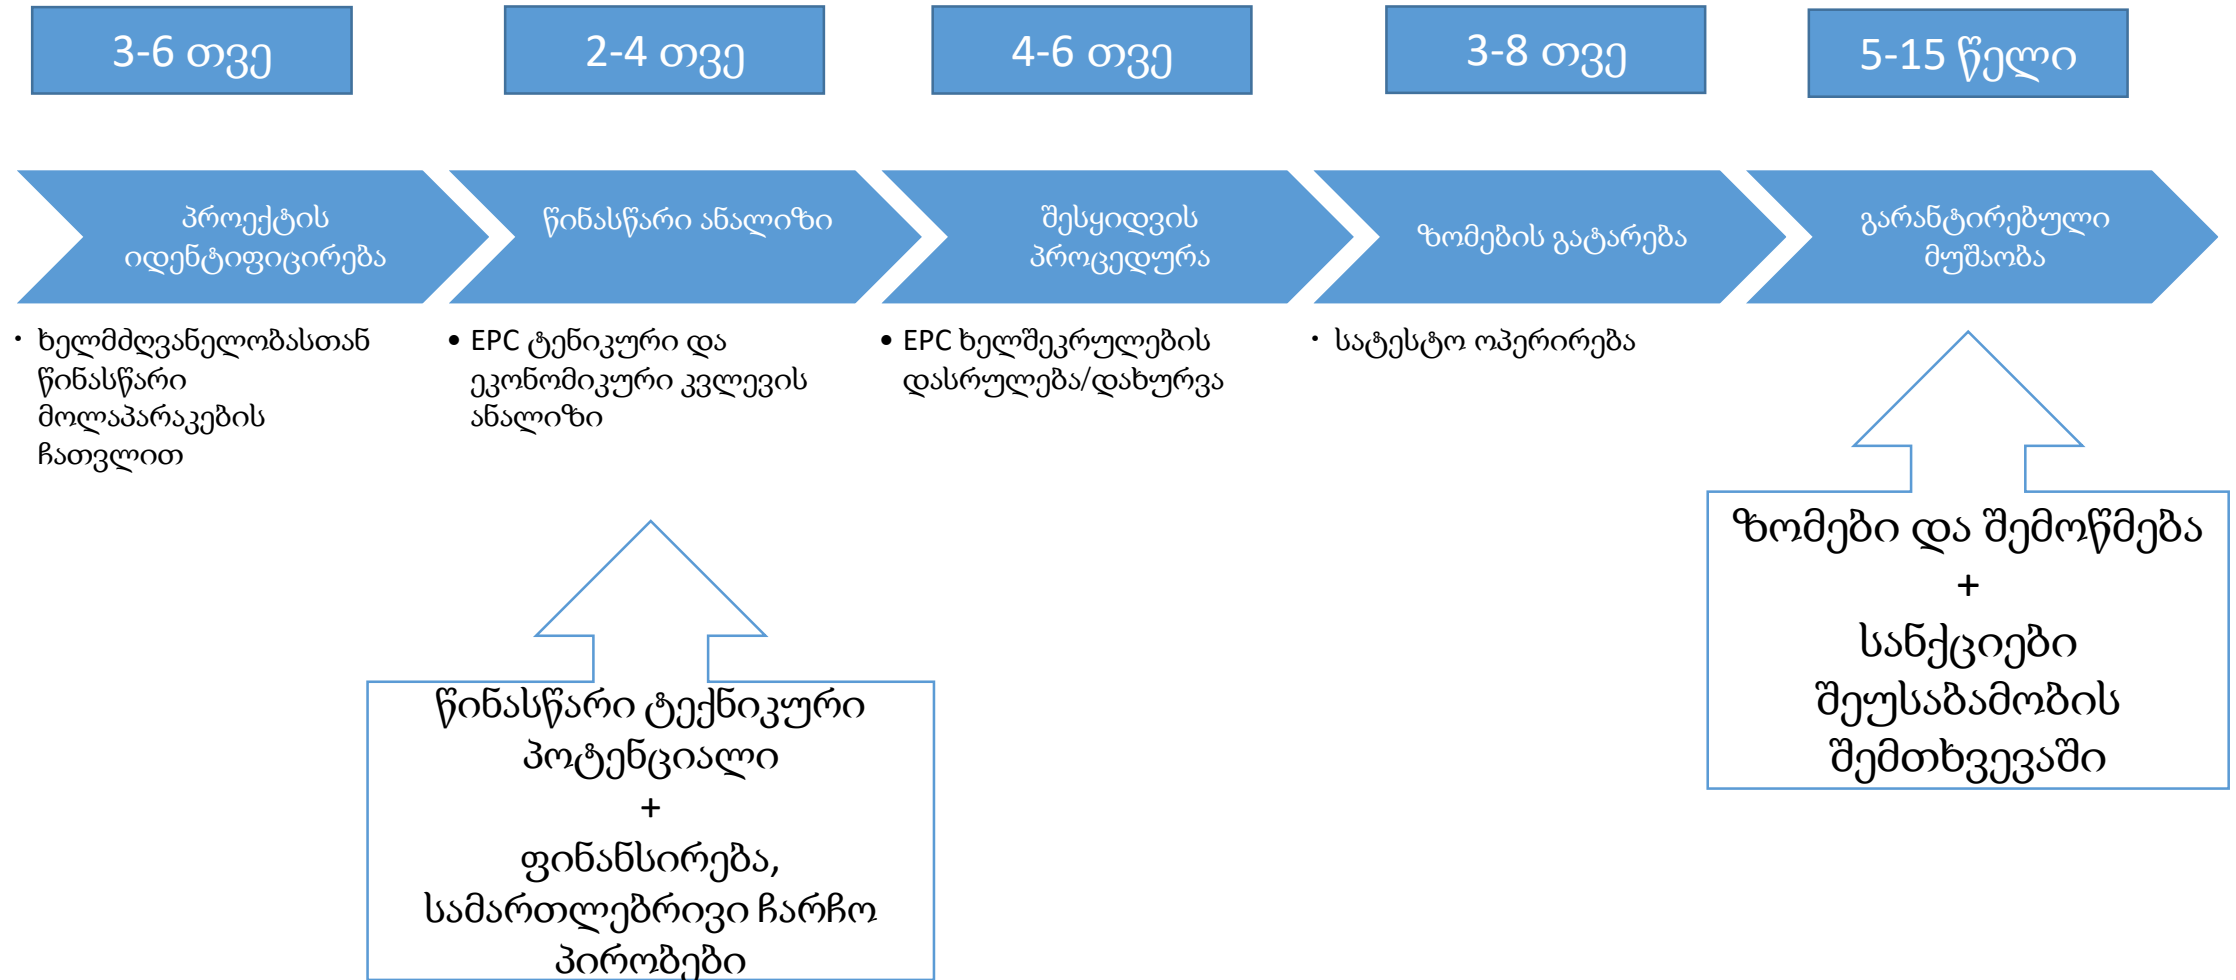 3-6 თვე
2-4 თვე
4-6 თვე
3-8 თვე
5-15 წელი
პროექტის
იდენტიფიცირება
წინასწარი ანალიზი
შესყიდვის
პროცედურა
ზომების გატარება
გარანტირებული
მუშაობა
• ხელმძღვანელობასთან
წინასწარი
მოლაპარაკების
ჩათვლით
• EPC ტენიკური და
ეკონომიკური კვლევის
ანალიზი
• EPC ხელშეკრულების
დასრულება/დახურვა
• სატესტო ოპერირება
წინასწარი ტექნიკური
პოტენციალი
+
ფინანსირება,
სამართლებრივი ჩარჩო
პირობები
ზომები და შემოწმება
+
სანქციები
შეუსაბამობის
შემთხვევაში